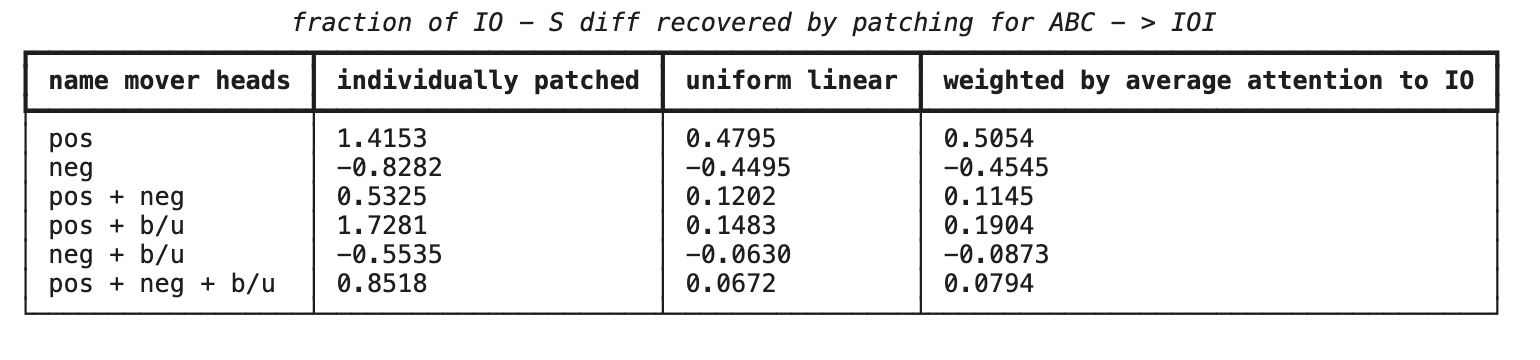 fraction of IO – S diff recovered by patching for ABC – > IOI
name mover heads individually patched uniform linear weighted by average attention to IO
pos 1.4153 0.4795 0.5054
neg −0.8282 −0.4495 −0.4545
pos + neg 0.5325 0.1202 0.1145
pos + b/u 1.7281 0.1483 0.1904
neg + b/u −0.5535 −0.0630 −0.0873
pos + neg + b/u 0.8518 0.0672 0.0794